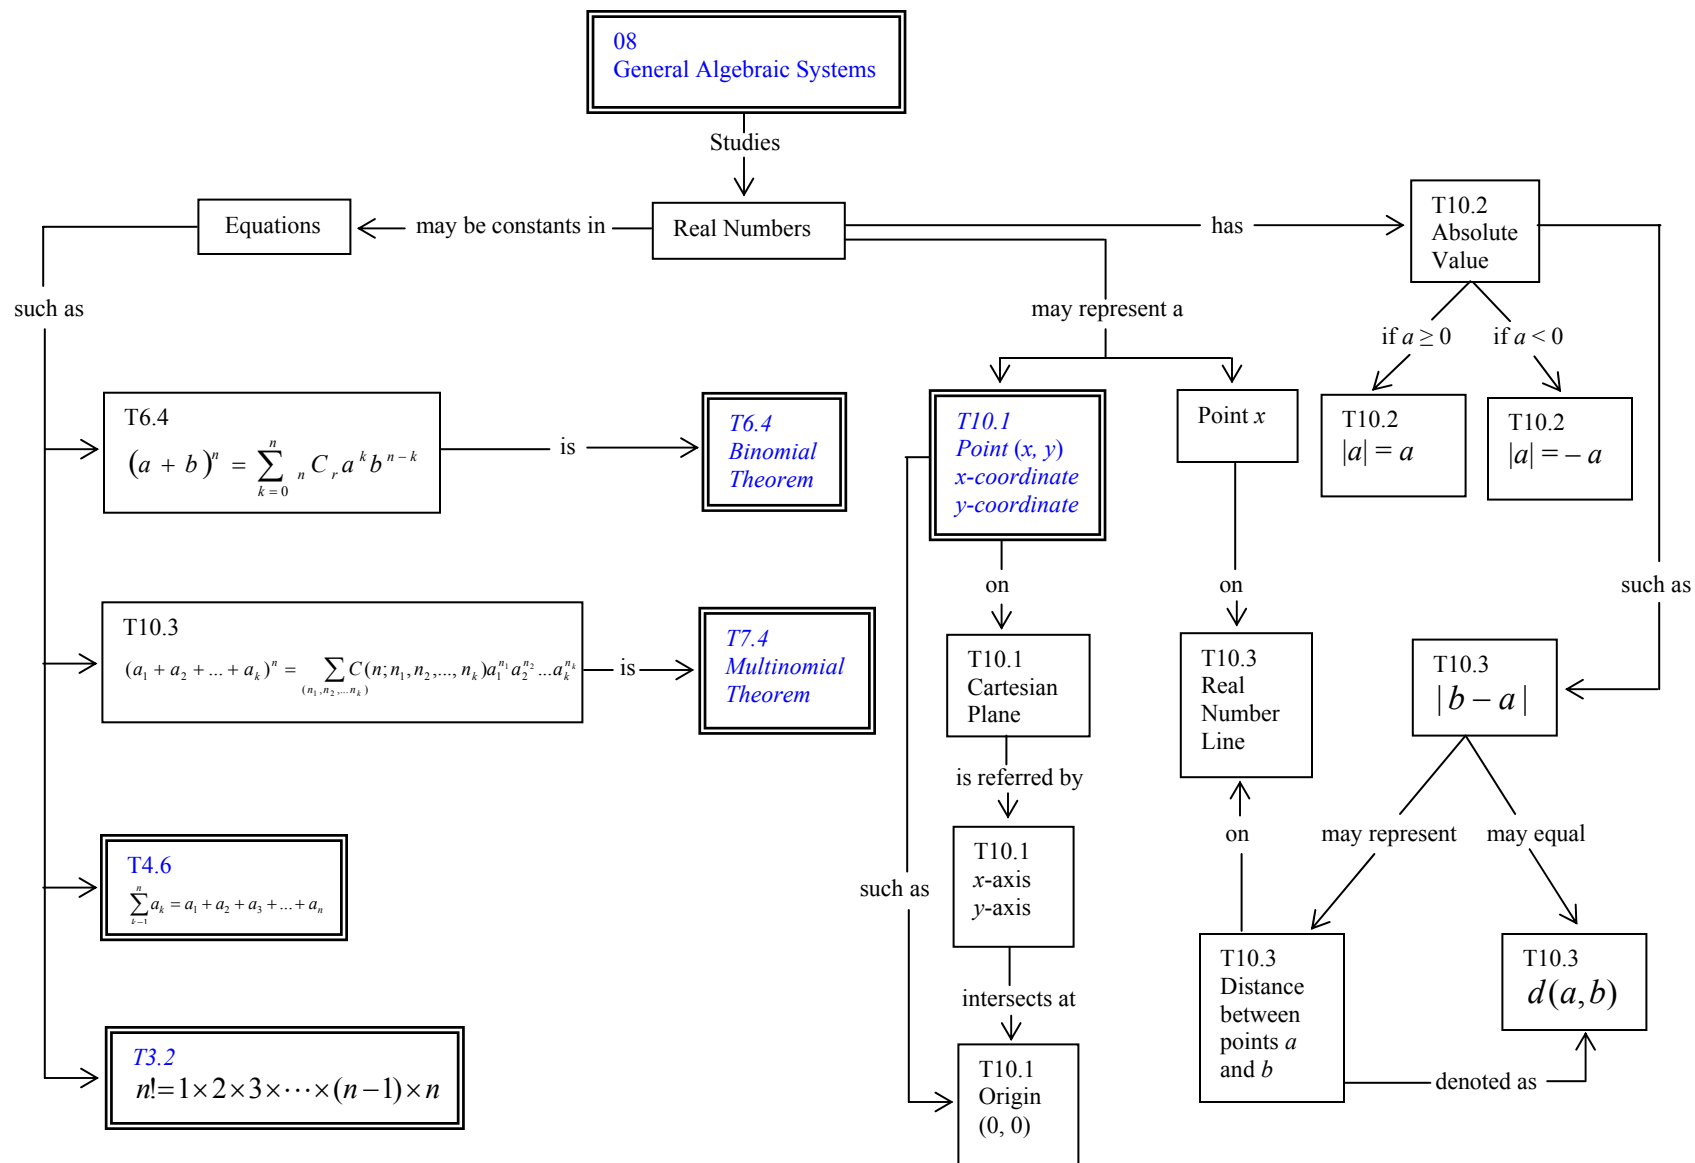 08
General Algebraic Systems
Studies
Equations
may be constants in
Real Numbers
has
T10.2
Absolute
Value
such as
may represent a
if a ≥ 0
if a < 0
T6.4
(a + b)^n = \sum_{k=0}^{n} {}_nC_r a^k b^{n-k}
is
T6.4
Binomial
Theorem
T10.1
Point (x, y)
x-coordinate
y-coordinate
Point x
T10.2
|a| = a
T10.2
|a| = – a
on
on
such as
T10.3
(a_1 + a_2 + ... + a_k)^n = \sum_{(n_1,n_2,...n_k)} C(n; n_1, n_2, ..., n_k) a_1^{n_1} a_2^{n_2} ... a_k^{n_k}
is
T7.4
Multinomial
Theorem
T10.1
Cartesian
Plane
T10.3
Real
Number
Line
T10.3
|b – a|
is referred by
on
may represent
may equal
T4.6
\sum_{k=1}^{n} a_k = a_1 + a_2 + a_3 + ... + a_n
such as
T10.1
x-axis
y-axis
intersects at
T10.3
Distance
between
points a
and b
T10.3
d(a,b)
denoted as
T3.2
n!=1×2×3×⋯×(n−1)×n
T10.1
Origin
(0, 0)